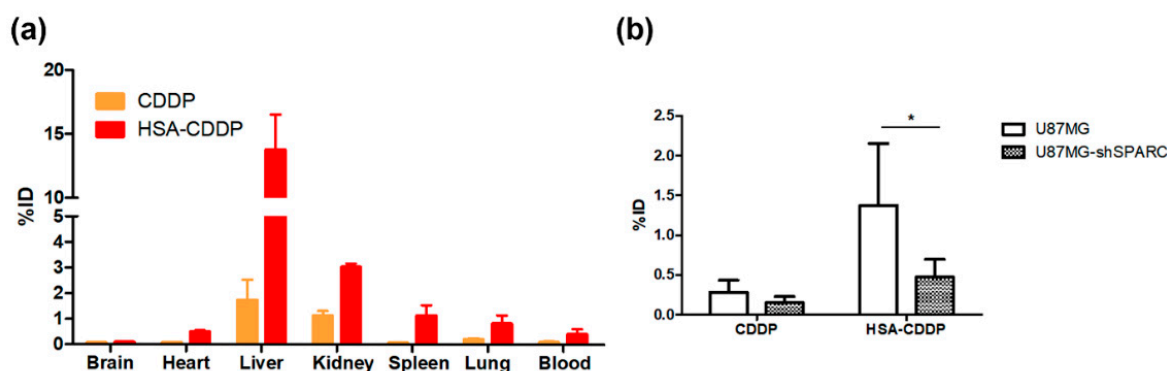 (a)
20
15
10
5
4
3
2
1
0
%ID
CDDP
HSA-CDDP
Brain Heart Liver Kidney Spleen Lung Blood
(b)
2.5
2.0
1.5
1.0
0.5
0.0
%ID
*
U87MG
U87MG-shSPARC
CDDP HSA-CDDP